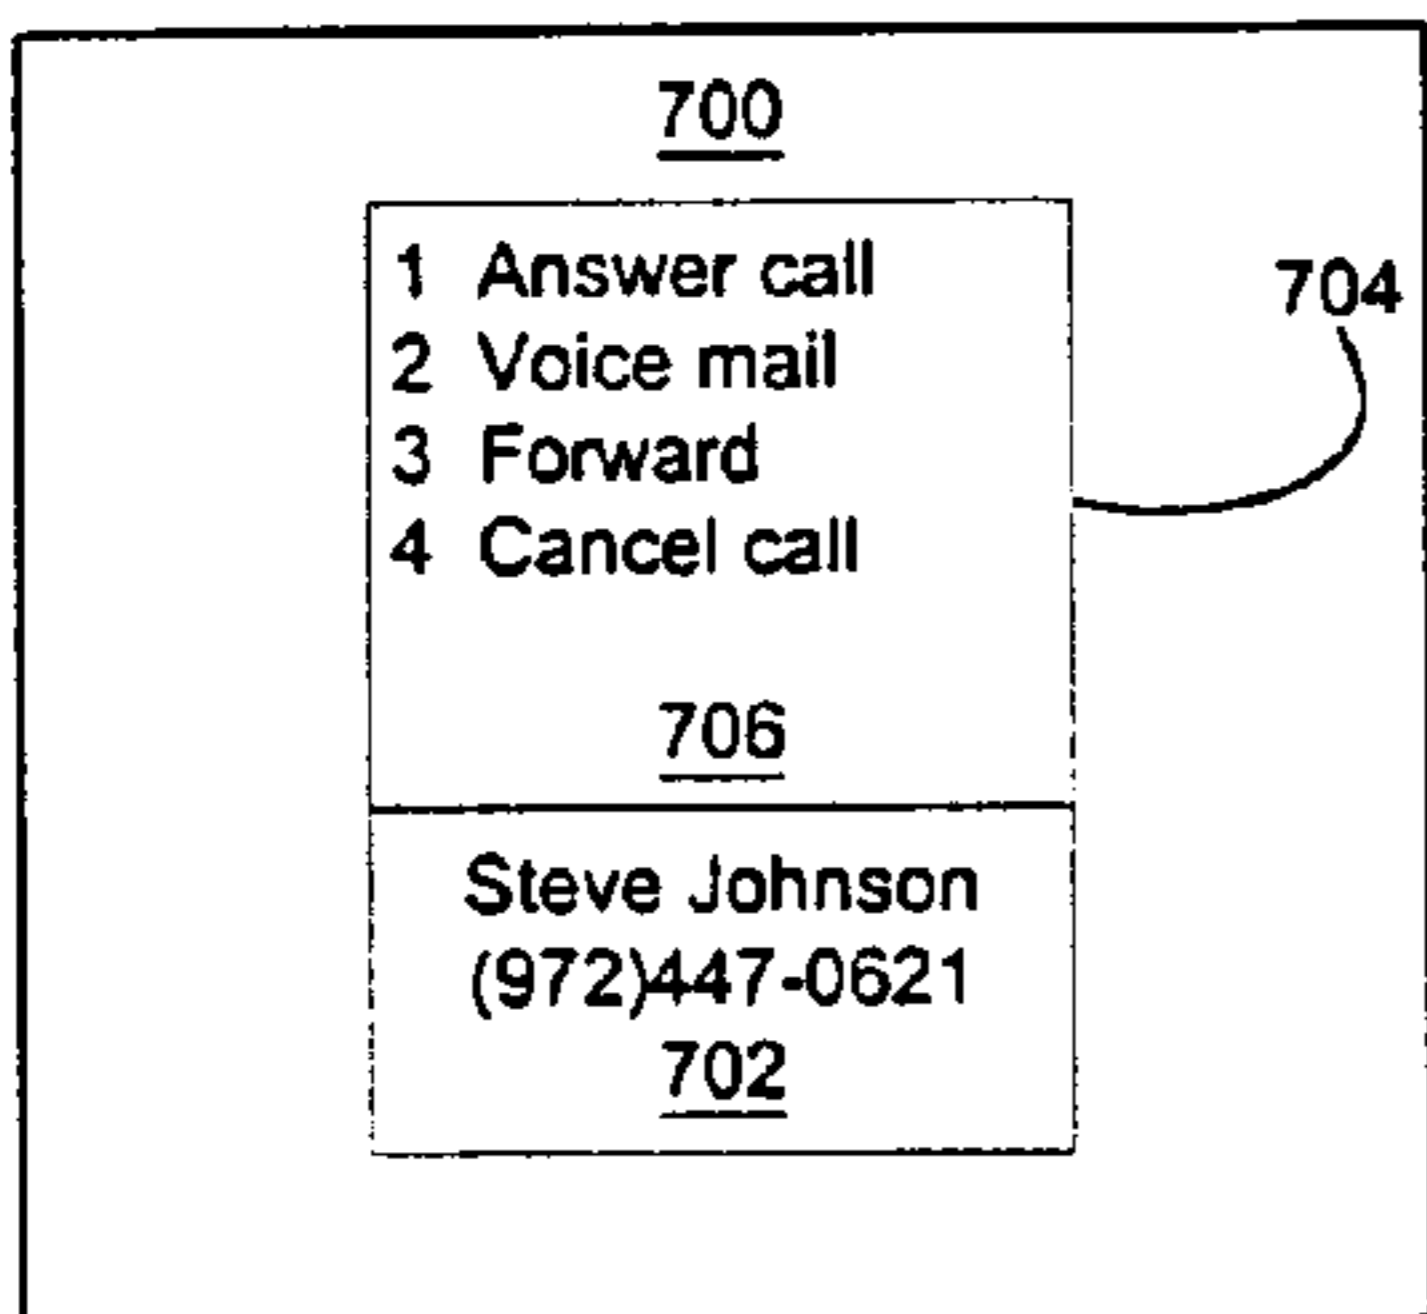 700
1 Answer call
2 Voice mail
3 Forward
4 Cancel call
704
706
Steve Johnson
(972)447-0621
702